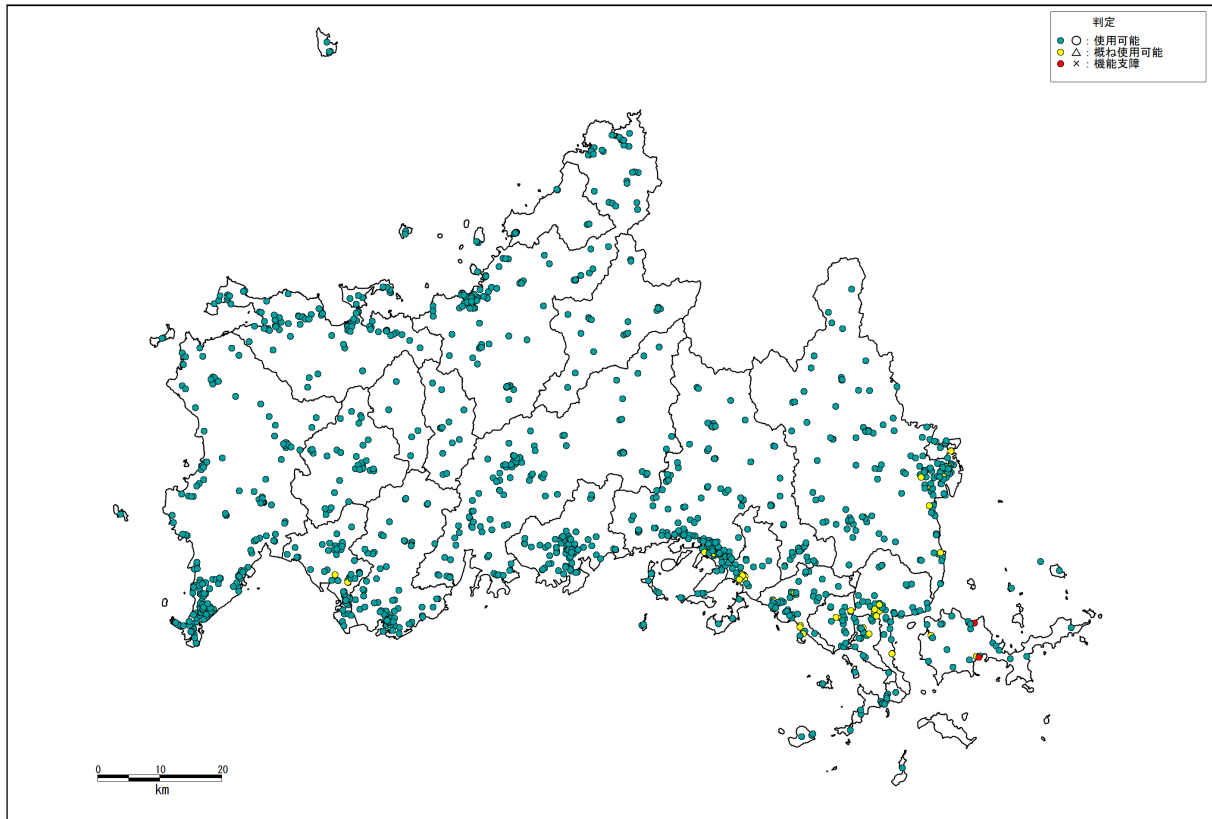 判定
○ : 使用可能
△ : 概ね使用可能
× : 機能支障
0 10 20
km